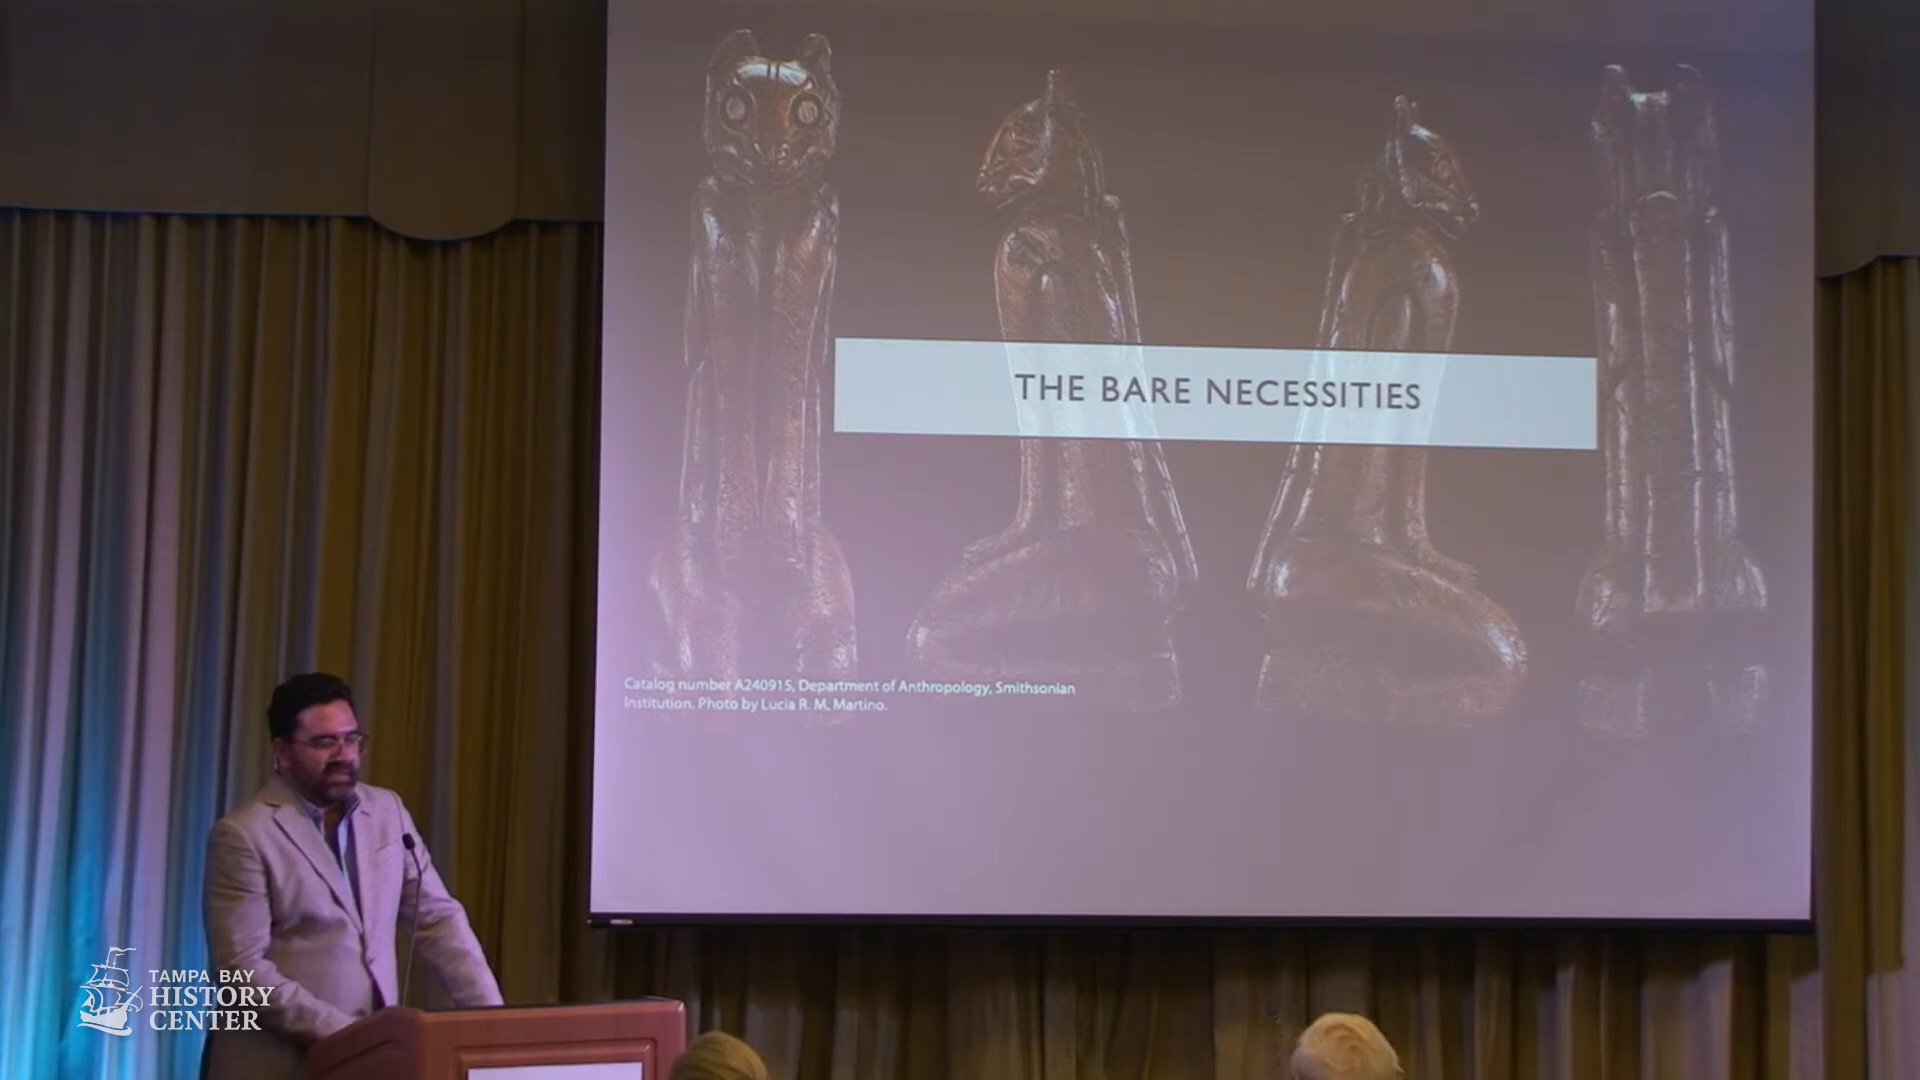 THE BARE NECESSITIES
Catalog number A240915, Department of Anthropology, Smithsonian
Institution. Photo by Lucia R. M. Martino.
TAMPA BAY
HISTORY
CENTER